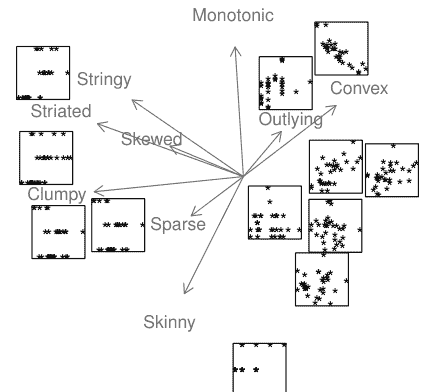 Monotonic
Stringy
Convex
Striated
Outlying
Skewed
Clumpy
Sparse
Skinny